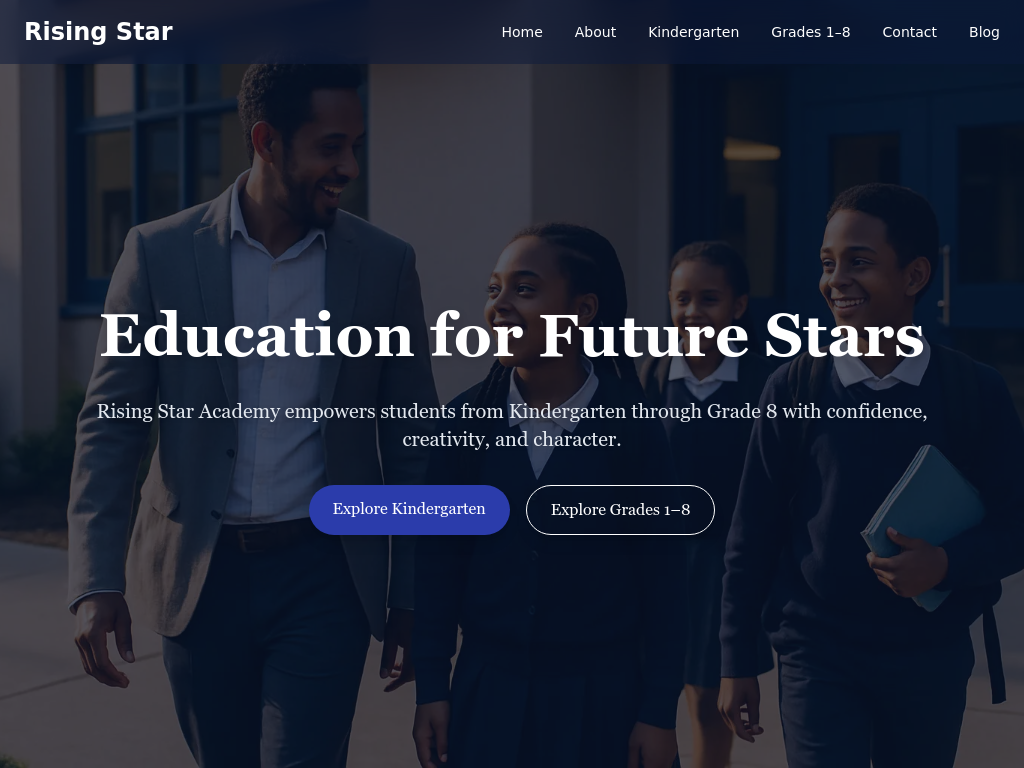 Rising Star
Home
About
Kindergarten
Grades 1–8
Contact
Blog
Education for Future Stars
Rising Star Academy empowers students from Kindergarten through Grade 8 with confidence,
creativity, and character.
Explore Kindergarten
Explore Grades 1–8